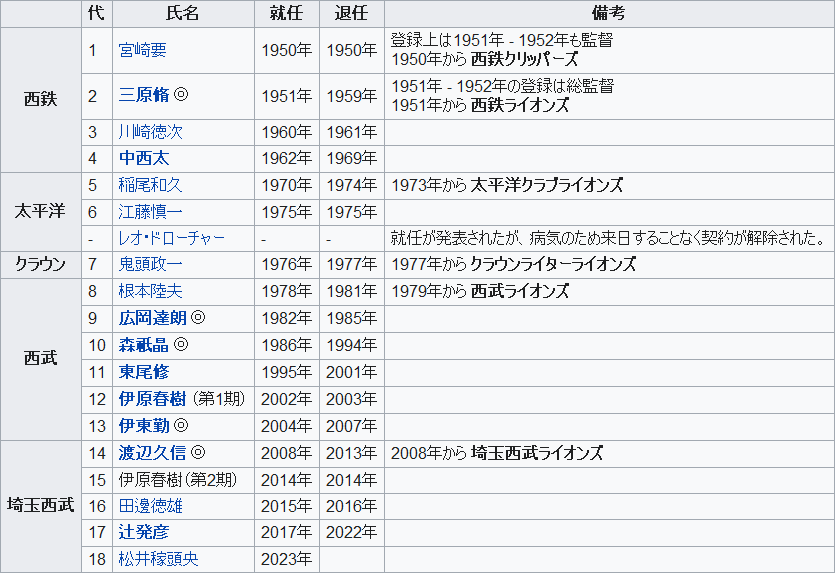 代 氏名 就任 退任 備考
西鉄
1 宮﨑要 1950年 1950年 登録上は1951年 - 1952年も監督
1950年から 西鉄クリッパーズ
2 三原脩 ◎ 1951年 1959年 1951年 - 1952年の登録は総監督
1951年から 西鉄ライオンズ
3 川崎徳次 1960年 1961年
4 中西太 1962年 1969年
太平洋
5 稲尾和久 1970年 1974年 1973年から 太平洋クラブライオンズ
6 江藤慎一 1975年 1975年
- レオ・ドローチャー - - 就任が発表されたが、病気のため来日することなく契約が解除された。
クラウン 7 鬼頭政一 1976年 1977年 1977年から クラウンライターライオンズ
西武
8 根本陸夫 1978年 1981年 1979年から 西武ライオンズ
9 広岡達朗 ◎ 1982年 1985年
10 森祇晶 ◎ 1986年 1994年
11 東尾修 1995年 2001年
12 伊原春樹 (第1期) 2002年 2003年
13 伊東勤 ◎ 2004年 2007年
埼玉西武
14 渡辺久信 ◎ 2008年 2013年 2008年から 埼玉西武ライオンズ
15 伊原春樹 (第2期) 2014年 2014年
16 田邊徳雄 2015年 2016年
17 辻発彦 2017年 2022年
18 松井稼頭央 2023年